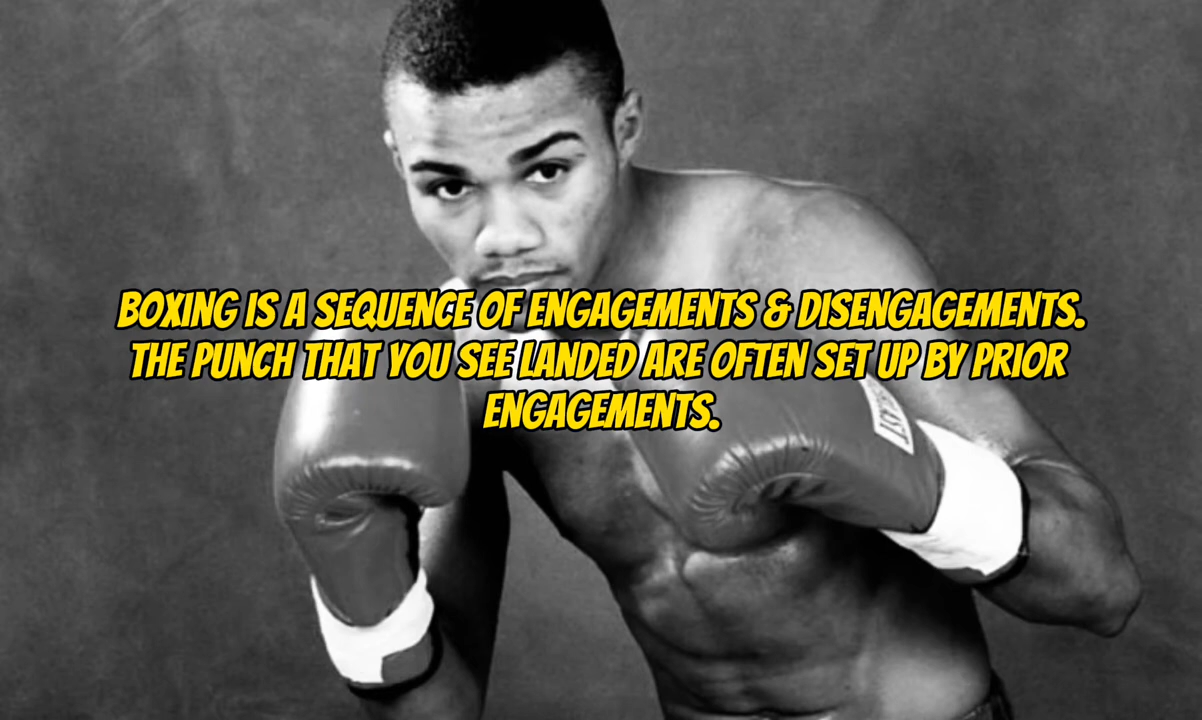 BOXING IS A SEQUENCE OF ENGAGEMENTS & DISENGAGEMENTS.
THE PUNCH THAT YOU SEE LANDED ARE OFTEN SET UP BY PRIOR
ENGAGEMENTS.